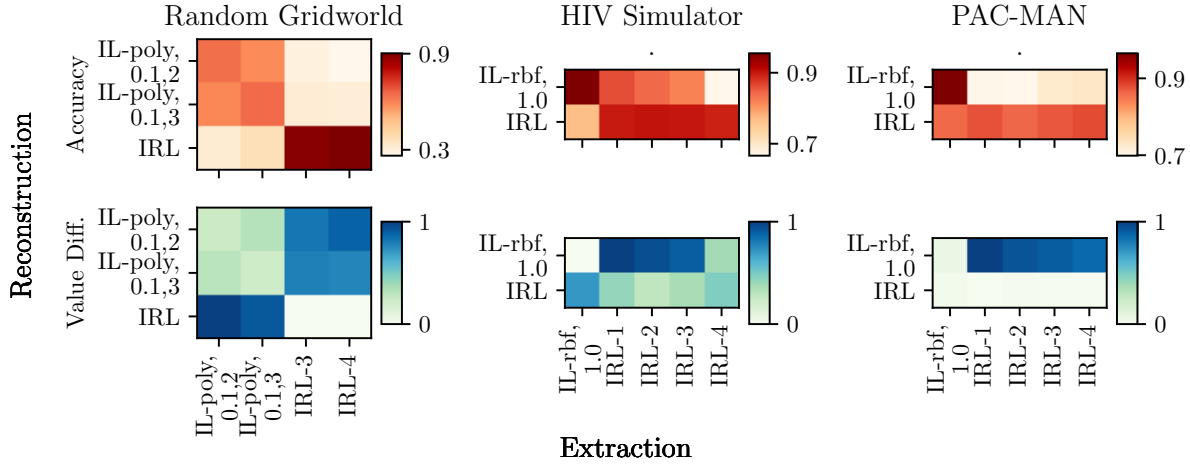 Random Gridworld
HIV Simulator
PAC-MAN
Reconstruction
Accuracy
IL-poly,
0.1,2
IL-poly,
0.1,3
IRL
0.9
0.3
IL-rbf,
1.0
IRL
0.9
0.7
IL-rbf,
1.0
IRL
0.9
0.7
Value Diff.
IL-poly,
0.1,2
IL-poly,
0.1,3
IRL
1
0
IL-rbf,
1.0
IRL
1
0
IL-rbf,
1.0
IRL
1
0
IL-poly,
0.1,2
IL-poly,
0.1,3
IRL-3
IRL-4
IL-rbf,
1.0
IRL-1
IRL-2
IRL-3
IRL-4
IL-rbf,
1.0
IRL-1
IRL-2
IRL-3
IRL-4
Extraction